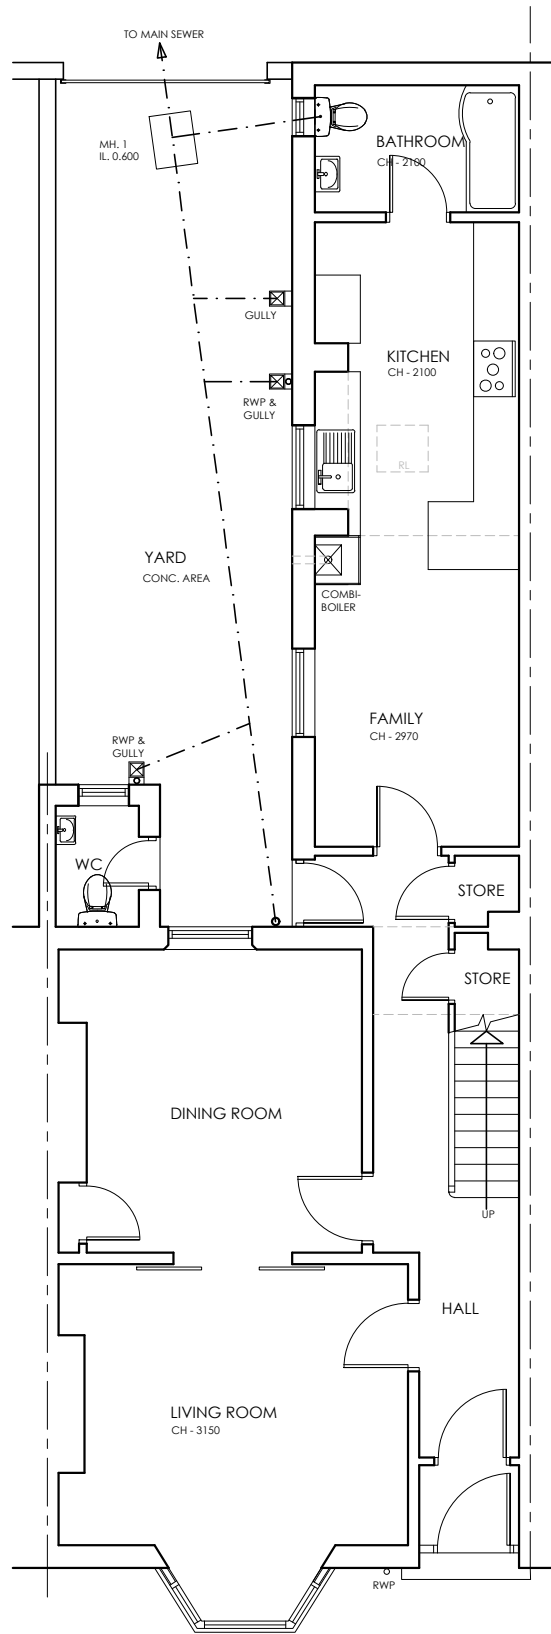 TO MAIN SEWER
MH. 1
IL. 0.600
BATHROOM
CH - 2100
GULLY
KITCHEN
CH - 2100
RWP &
GULLY
RL
YARD
CONC. AREA
COMBI-
BOILER
FAMILY
CH - 2970
RWP &
GULLY
WC
STORE
STORE
DINING ROOM
UP
HALL
LIVING ROOM
CH - 3150
RWP